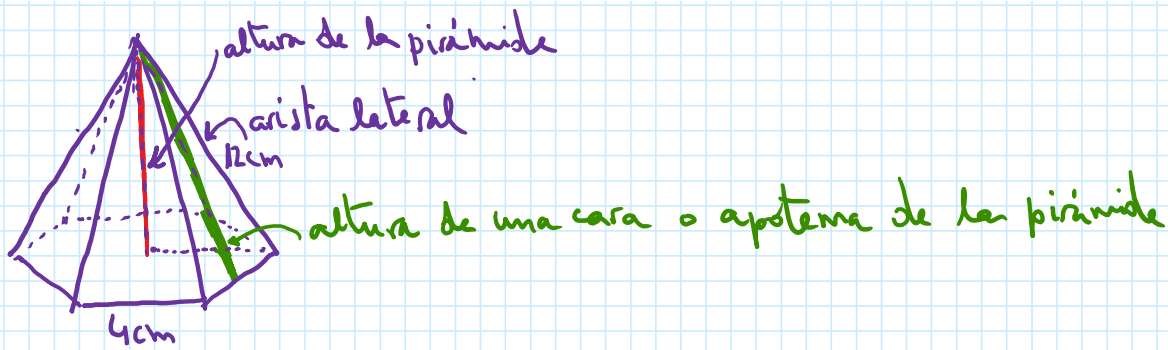 altura de la pirámide
arista lateral
12cm
altura de una cara o apotema de la pirámide
4cm